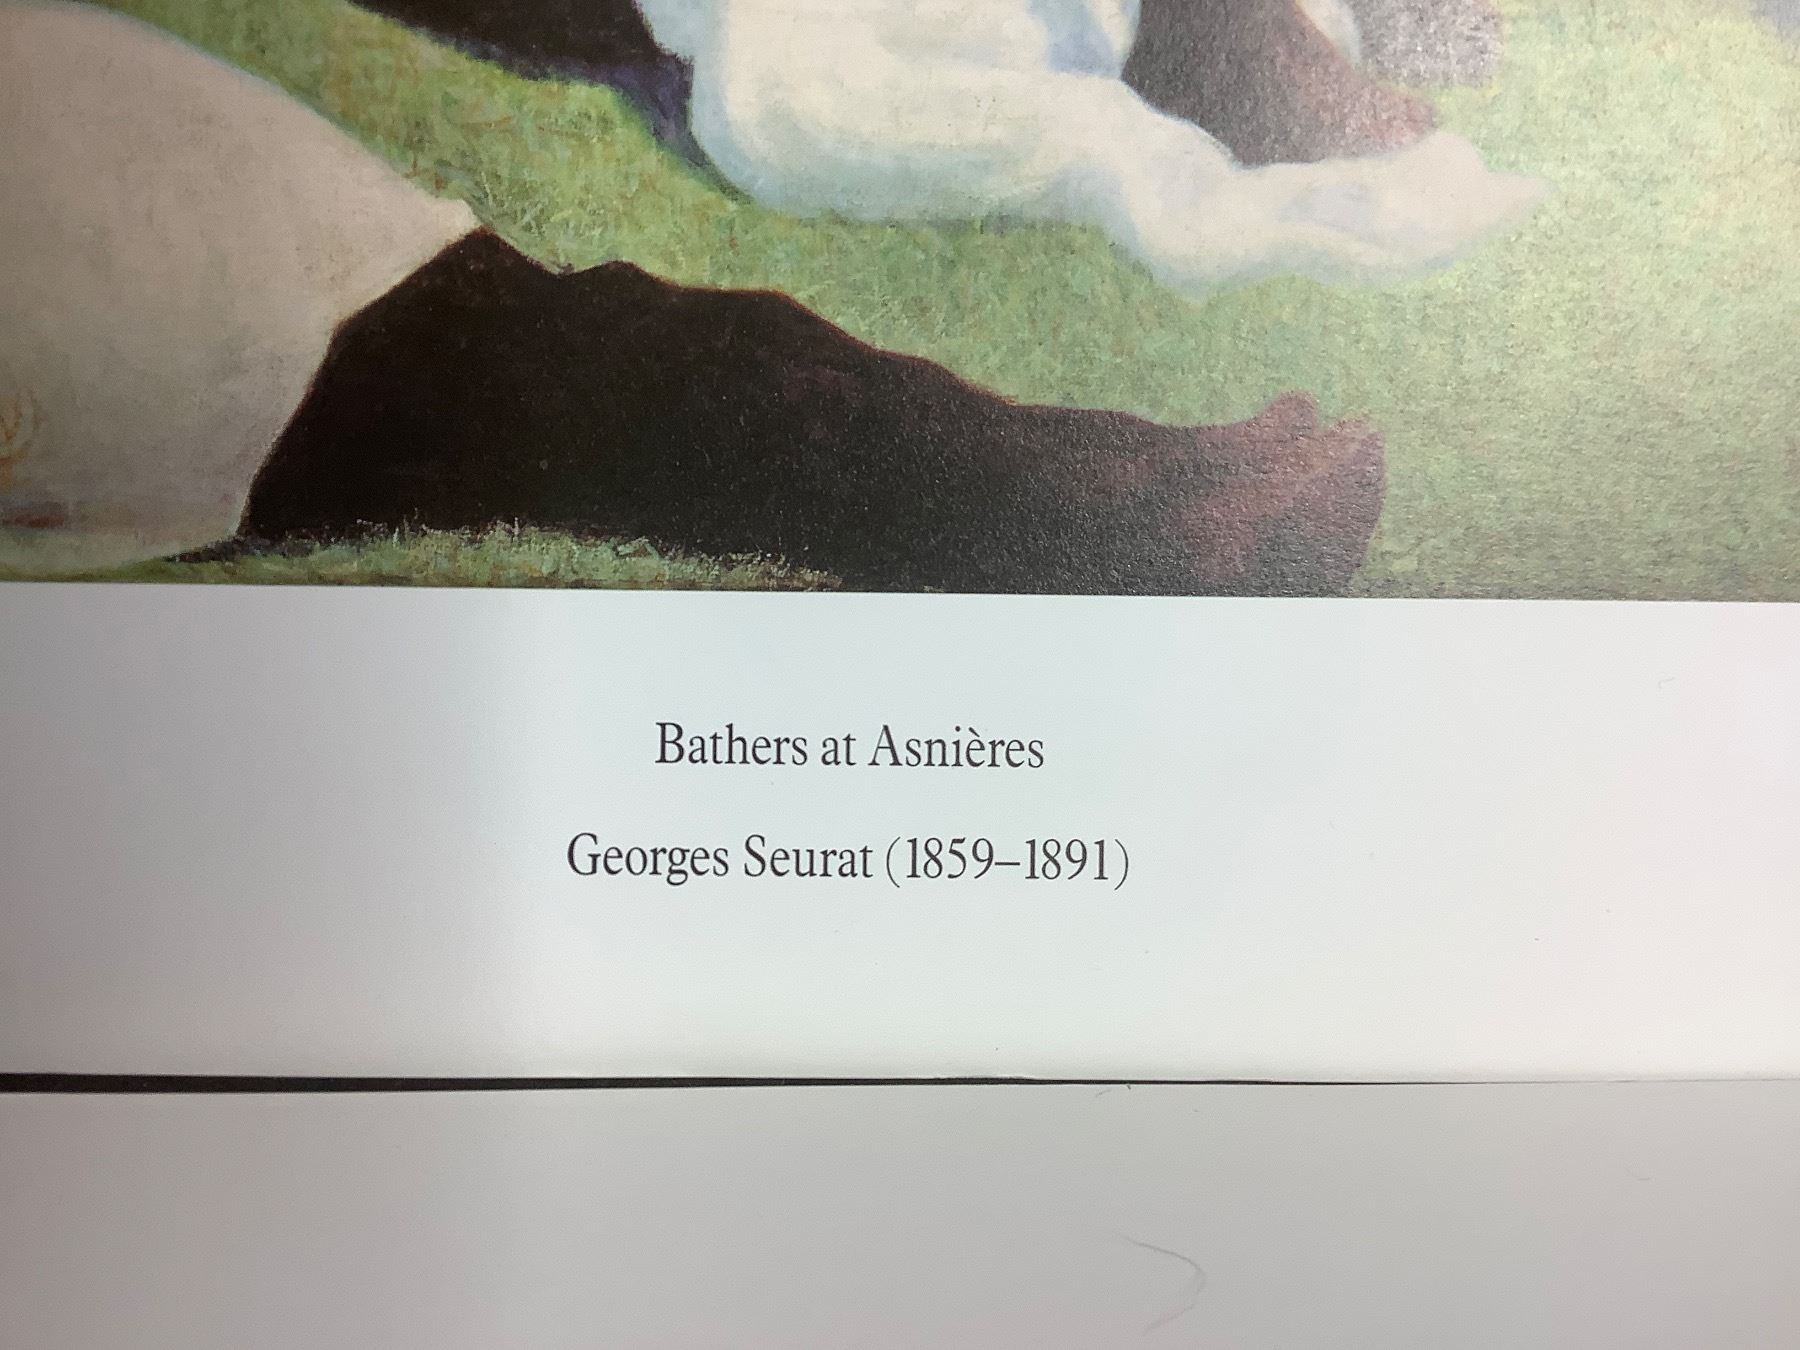 Bathers at Asnières
Georges Seurat (1859–1891)